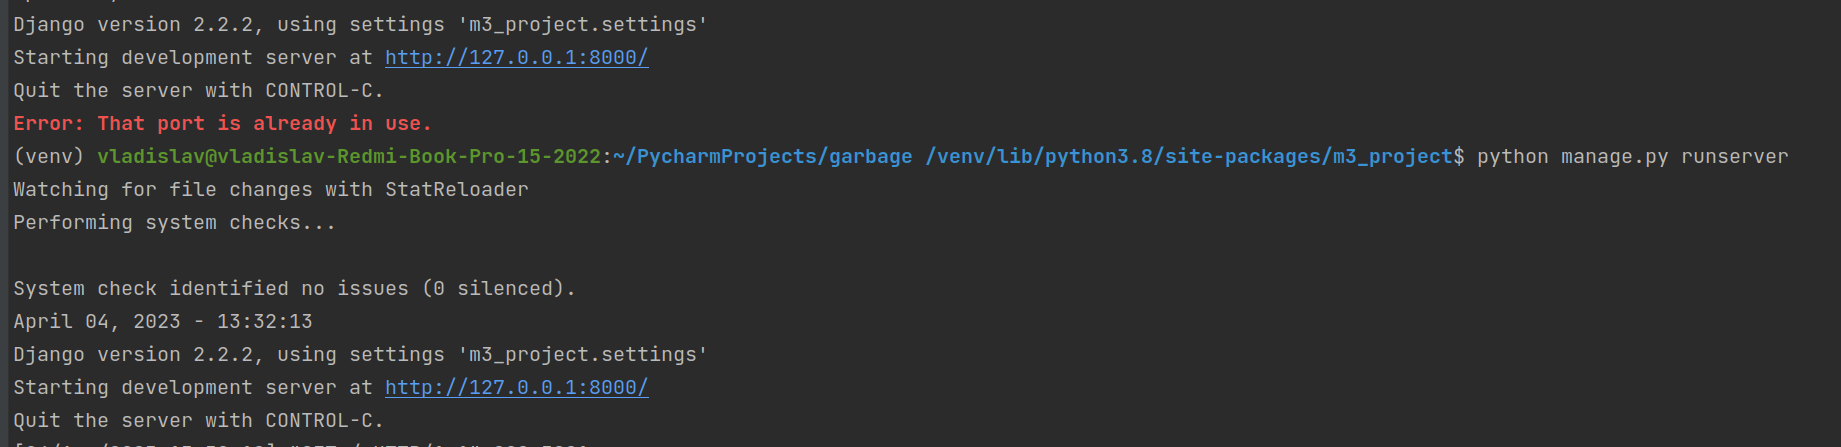 Django version 2.2.2, using settings 'm3_project.settings'
Starting development server at http://127.0.0.1:8000/
Quit the server with CONTROL-C.
Error: That port is already in use.
(venv) vladislav@vladislav-Redmi-Book-Pro-15-2022:~/PycharmProjects/garbage /venv/lib/python3.8/site-packages/m3_project$ python manage.py runserver
Watching for file changes with StatReloader
Performing system checks...
System check identified no issues (0 silenced).
April 04, 2023 - 13:32:13
Django version 2.2.2, using settings 'm3_project.settings'
Starting development server at http://127.0.0.1:8000/
Quit the server with CONTROL-C.